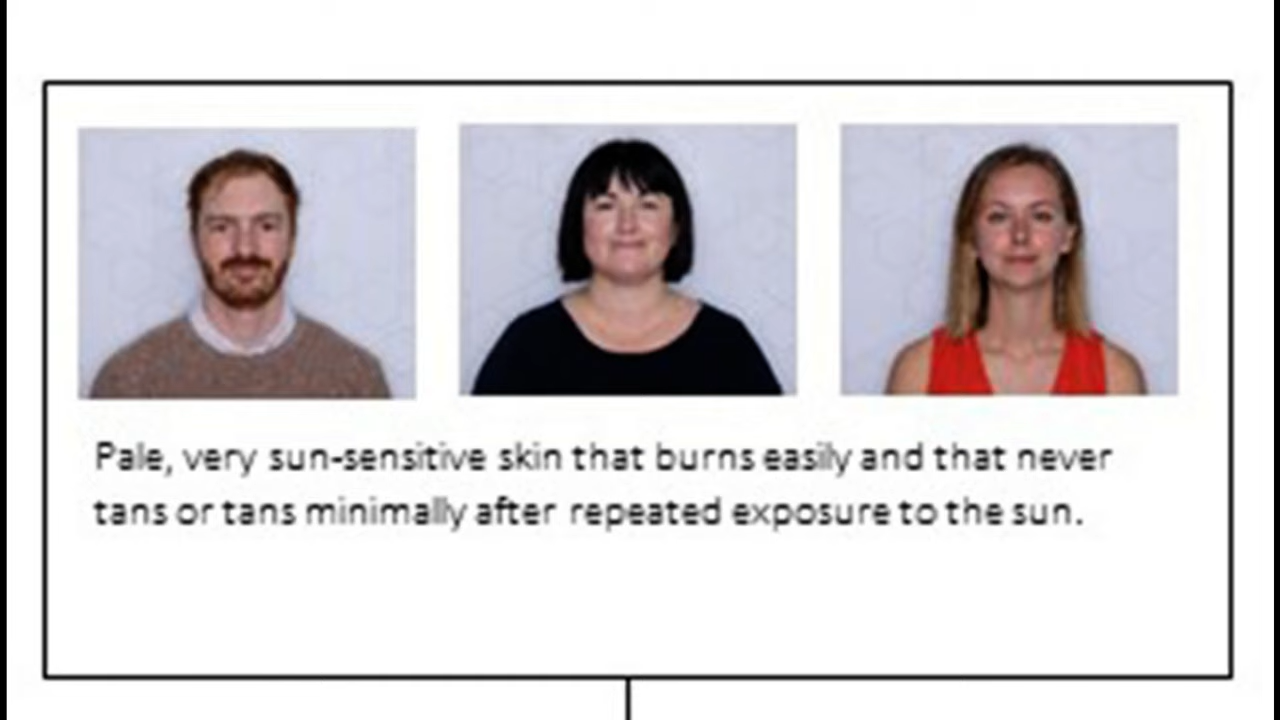 Pale, very sun-sensitive skin that burns easily and that never
tans or tans minimally after repeated exposure to the sun.